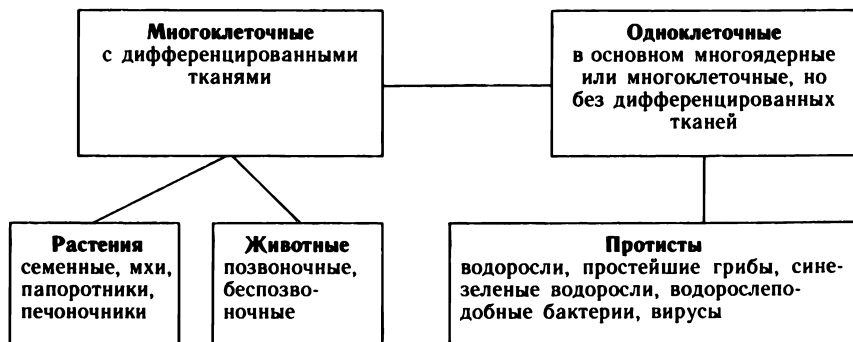 Многоклеточные
с дифференцированными
тканями
Одноклеточные
в основном многоядерные
или многоклеточные, но
без дифференцированных
тканей
Растения
семенные, мхи,
папоротники,
печоночники
Животные
позвоночные,
беспозво-
ночные
Протисты
водоросли, простейшие грибы, сине-
зеленые водоросли, водорослепо-
добные бактерии, вирусы